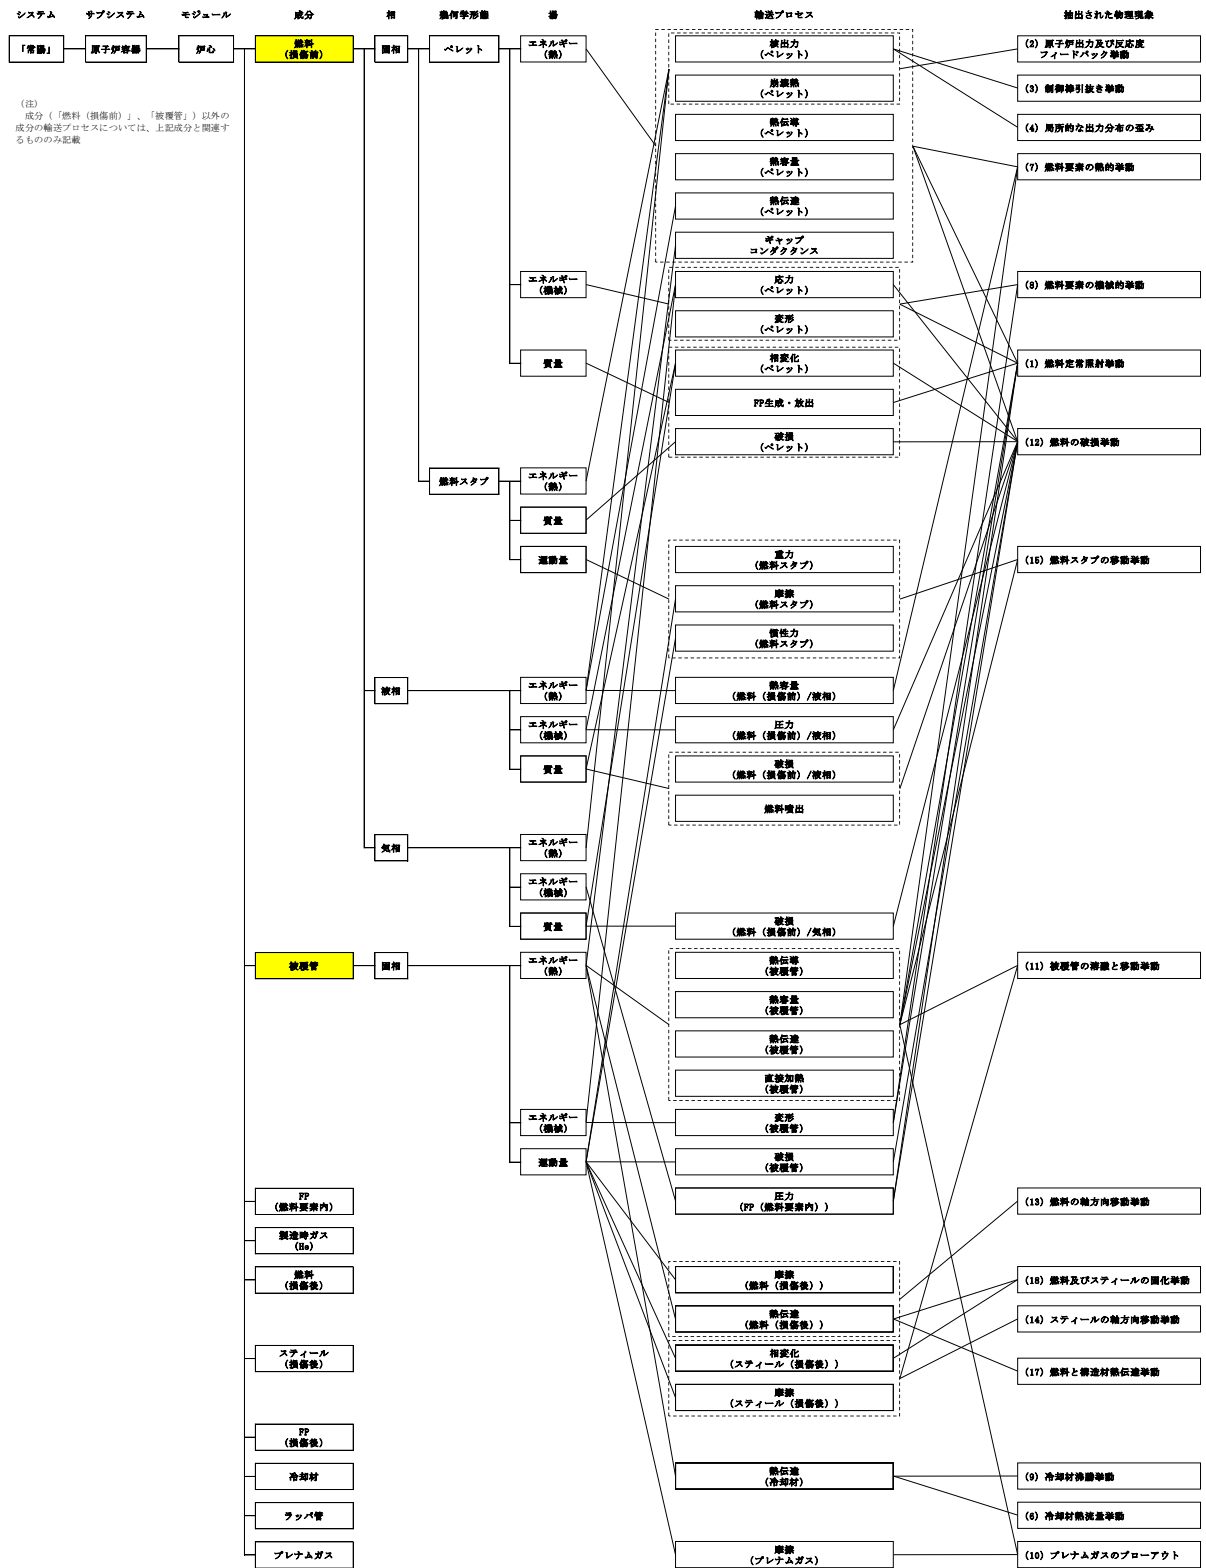 システム サブシステム モジュール 成分 相 幾何学形態 場 輸送プロセス 抽出された物理現象
「常陽」 原子炉容器 炉心 燃料
(損傷前) 固相 ペレット エネルギー
(熱)
核出力
(ペレット)
(2) 原子炉出力及び反応度
フィードバック挙動
(注)
成分(「燃料(損傷前)」、「被覆管」)以外の
成分の輸送プロセスについては、上記成分と関連す
るもののみ記載
崩壊熱
(ペレット)
(3) 制御棒引抜き挙動
熱伝導
(ペレット)
(4) 局所的な出力分布の歪み
熱容量
(ペレット)
(7) 燃料要素の熱的挙動
熱伝達
(ペレット)
ギャップ
コンダクタンス
エネルギー
(機械)
応力
(ペレット)
(8) 燃料要素の機械的挙動
変形
(ペレット)
質量
相変化
(ペレット)
(1) 燃料定常照射挙動
FP生成・放出
破損
(ペレット)
(12) 燃料の破損挙動
燃料スタブ
エネルギー
(熱)
質量
運動量
重力
(燃料スタブ)
(15) 燃料スタブの移動挙動
摩擦
(燃料スタブ)
慣性力
(燃料スタブ)
液相
エネルギー
(熱)
熱容量
(燃料(損傷前)/液相)
エネルギー
(機械)
圧力
(燃料(損傷前)/液相)
質量
破損
(燃料(損傷前)/液相)
燃料噴出
気相
エネルギー
(熱)
エネルギー
(機械)
質量
破損
(燃料(損傷前)/気相)
被覆管 固相
エネルギー
(熱)
熱伝導
(被覆管)
(11) 被覆管の溶融と移動挙動
熱容量
(被覆管)
熱伝達
(被覆管)
直接加熱
(被覆管)
エネルギー
(機械)
変形
(被覆管)
運動量
破損
(被覆管)
FP
(燃料要素内)
圧力
(FP(燃料要素内))
(13) 燃料の軸方向移動挙動
製造時ガス
(He)
燃料
(損傷後)
摩擦
(燃料(損傷後))
(18) 燃料及びスティールの固化挙動
熱伝達
(燃料(損傷後))
(14) スティールの軸方向移動挙動
スティール
(損傷後)
相変化
(スティール(損傷後))
(17) 燃料と構造材熱伝達挙動
摩擦
(スティール(損傷後))
FP
(損傷後)
冷却材
熱伝達
(冷却材)
(9) 冷却材沸騰挙動
ラッパ管
(6) 冷却材熱流量挙動
プレナムガス
摩擦
(プレナムガス)
(10) プレナムガスのブローアウト